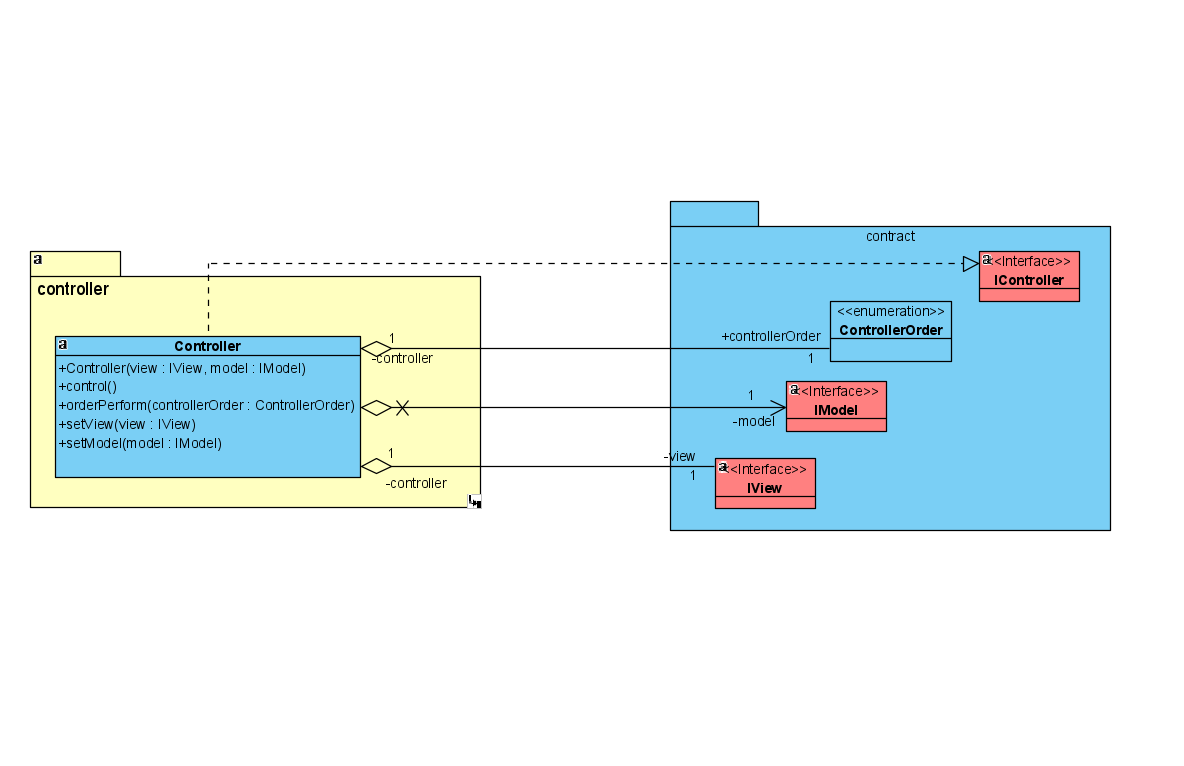 a
controller
a
Controller
+Controller(view : IView, model : IModel)
+control()
+orderPerform(controllerOrder : ControllerOrder)
+setView(view : IView)
+setModel(model : IModel)
1
-controller
1
-controller
contract
a
<<Interface>>
IController
<<enumeration>>
ControllerOrder
+controllerOrder
1
a
<<Interface>>
IModel
1
-model
a
<<Interface>>
IView
-view
1